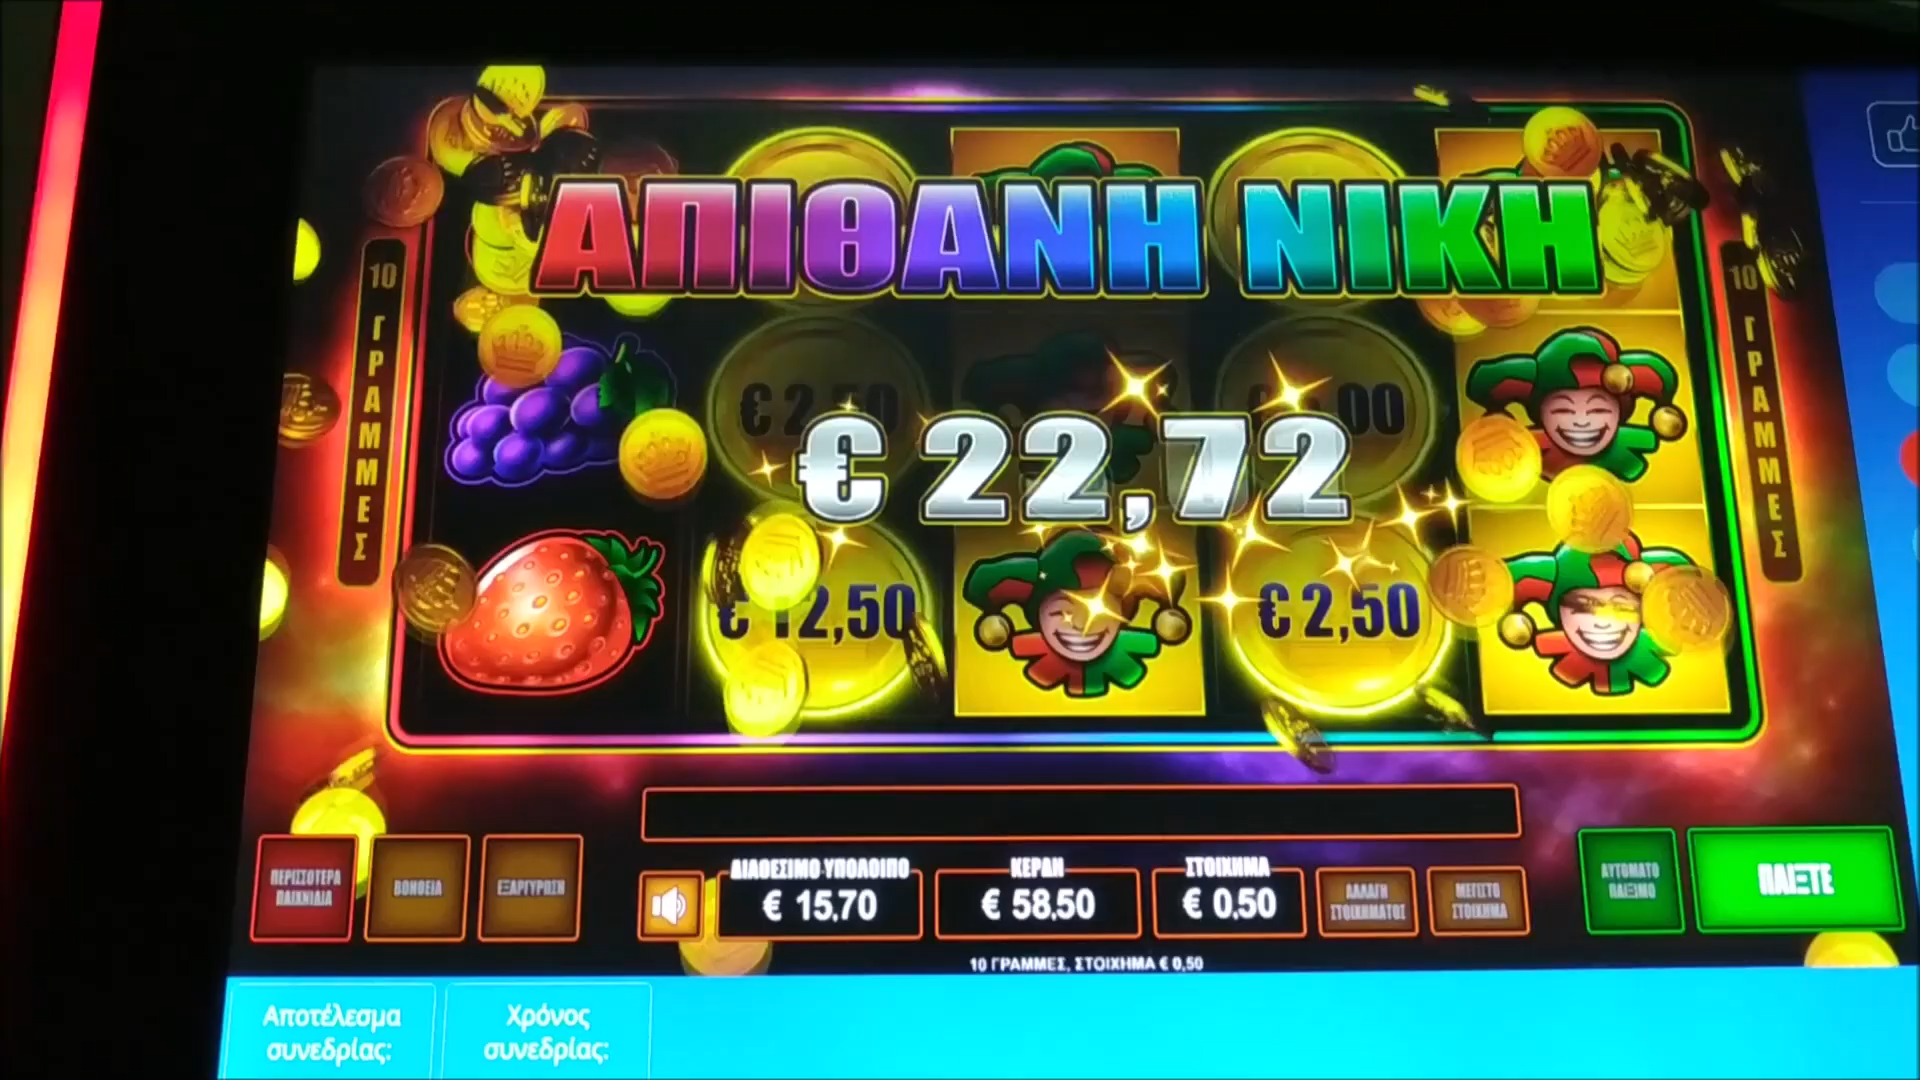 ΑΠΙΘΑΝΗ ΝΙΚΗ
10 ΓΡΑΜΜΕΣ
10 ΓΡΑΜΜΕΣ
€ 2,50
€ 22,72
€ 12,50
€ 2,50
ΠΕΡΙΣΣΟΤΕΡΑ
ΠΑΙΧΝΙΔΙΑ
ΒΟΗΘΕΙΑ
ΕΞΑΡΓΥΡΩΣΗ
ΔΙΑΘΕΣΙΜΟ ΥΠΟΛΟΙΠΟ
€ 15,70
ΚΕΡΔΗ
€ 58,50
ΣΤΟΙΧΗΜΑ
€ 0,50
ΑΛΛΑΓΗ
ΣΤΟΙΧΗΜΑΤΟΣ
ΜΕΓΙΣΤΟ
ΣΤΟΙΧΗΜΑ
ΑΥΤΟΜΑΤΟ
ΠΑΙΞΙΜΟ
ΠΑΙΞΤΕ
10 ΓΡΑΜΜΕΣ, ΣΤΟΙΧΗΜΑ € 0,50
Αποτέλεσμα
συνεδρίας:
Χρόνος
συνεδρίας: